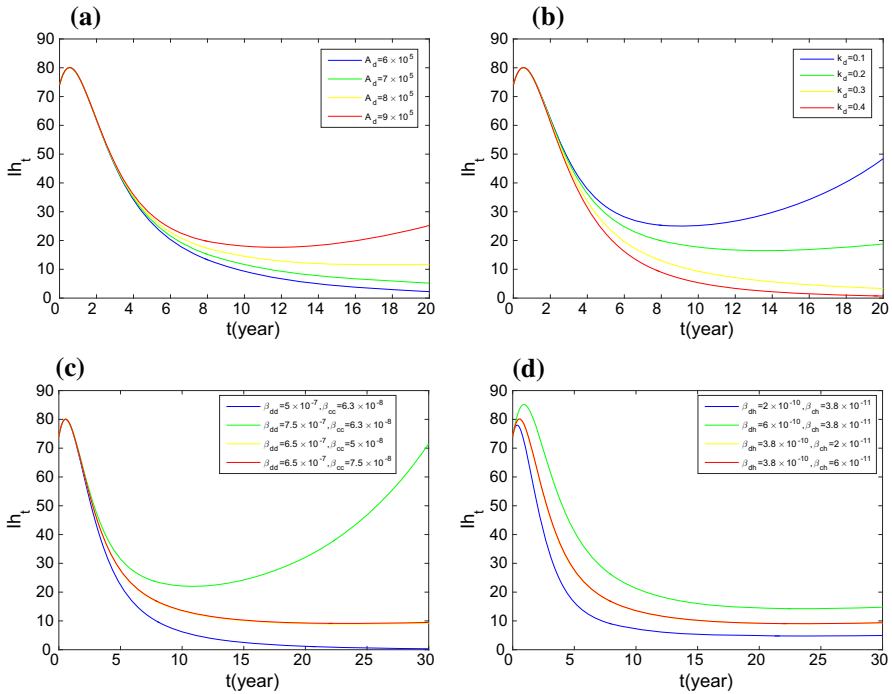 (a)
90
80
70
60
50
40
30
20
10
0
Ih_t
0 2 4 6 8 10 12 14 16 18 20
t(year)
A_d=6×10^5
A_d=7×10^5
A_d=8×10^5
A_d=9×10^5
(b)
90
80
70
60
50
40
30
20
10
0
Ih_t
0 2 4 6 8 10 12 14 16 18 20
t(year)
k_d=0.1
k_d=0.2
k_d=0.3
k_d=0.4
(c)
90
80
70
60
50
40
30
20
10
0
Ih_t
0 5 10 15 20 25 30
t(year)
β_dd=5×10^-7,β_cc=6.3×10^-8
β_dd=7.5×10^-7,β_cc=6.3×10^-8
β_dd=6.5×10^-7,β_cc=5×10^-8
β_dd=6.5×10^-7,β_cc=7.5×10^-8
(d)
90
80
70
60
50
40
30
20
10
0
Ih_t
0 5 10 15 20 25 30
t(year)
β_dh=2×10^-10,β_ch=3.8×10^-11
β_dh=6×10^-10,β_ch=3.8×10^-11
β_dh=3.8×10^-10,β_ch=2×10^-11
β_dh=3.8×10^-10,β_ch=6×10^-11